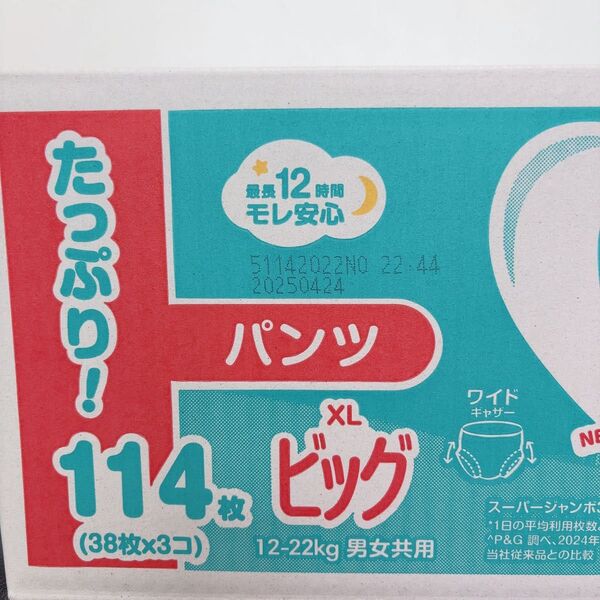 たっぷり!
最長12時間
モレ安心
51142022N0 22:44
20250424
パンツ
XL
ビッグ
114枚
(38枚x3コ)
12-22kg 男女共用
ワイド
ギャザー
NE
スーパージャンボ
*1日の平均利用枚数
^P&G 調べ、2024年
当社従来品との比較